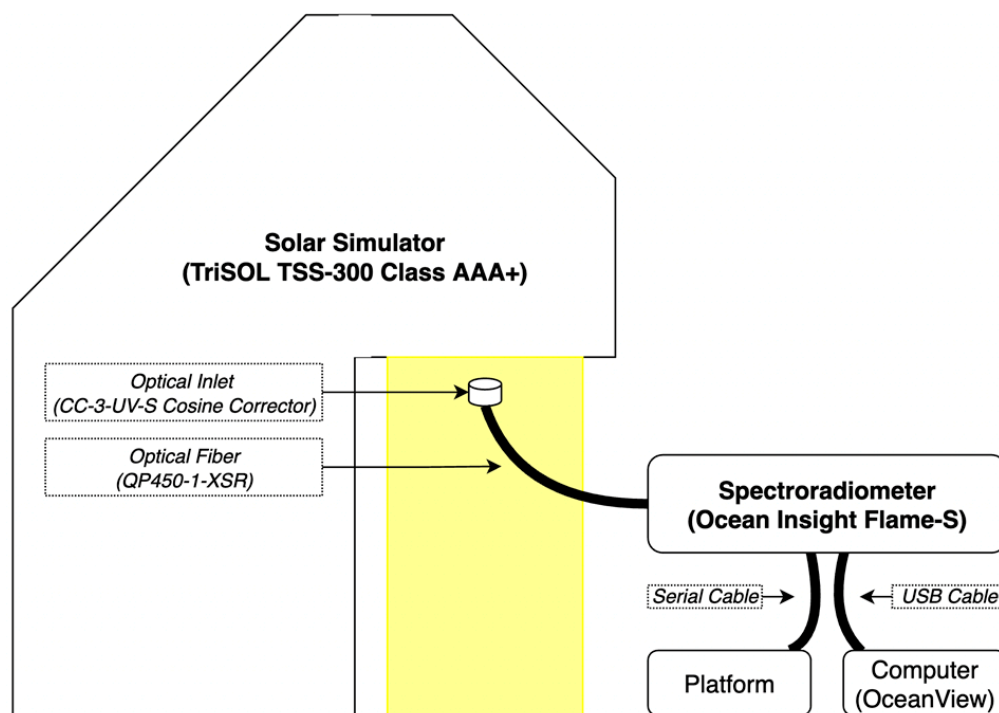 Solar Simulator
(TriSOL TSS-300 Class AAA+)
Optical Inlet
(CC-3-UV-S Cosine Corrector)
Optical Fiber
(QP450-1-XSR)
Spectroradiometer
(Ocean Insight Flame-S)
Serial Cable
USB Cable
Platform
Computer
(OceanView)